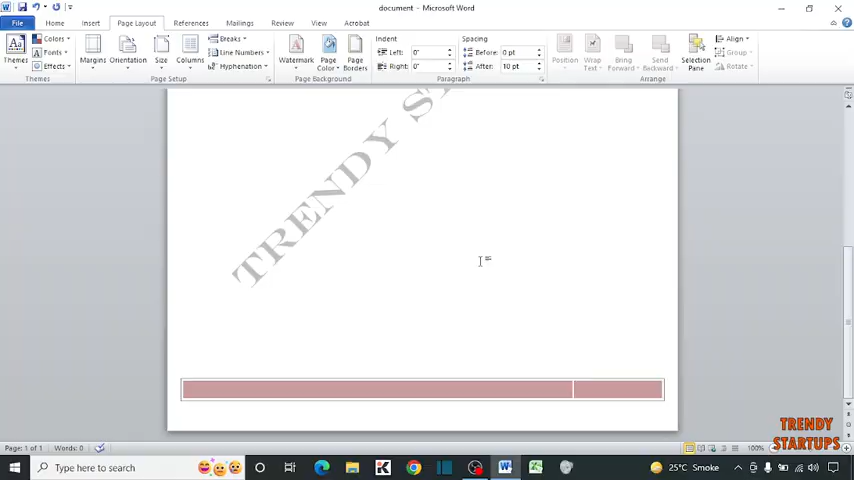 document - Microsoft Word
File Home Insert Page Layout References Mailings Review View Acrobat
Themes Colors Fonts Effects Margins Orientation Size Columns Breaks Line Numbers Hyphenation Watermark Page Color Page Borders Indent Left: 0" Right: 0" Spacing Before: 0 pt After: 10 pt Position Wrap Text Bring Forward Send Backward Selection Pane Align Group Rotate
Themes Page Setup Page Background Paragraph Arrange
TRENDY ST
TRENDY
STARTUPS
Page: 1 of 1 Words: 0 100%
Type here to search 25°C Smoke